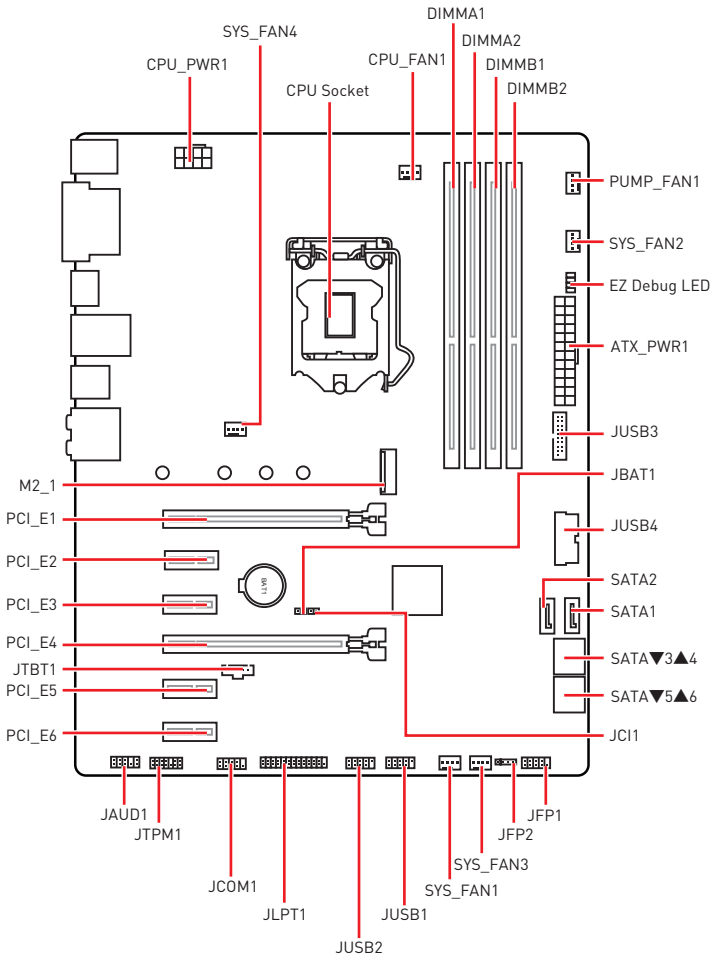 DIMMA1
SYS_FAN4
DIMMA2
CPU_PWR1
CPU_FAN1
DIMMB1
CPU Socket
DIMMB2
PUMP_FAN1
SYS_FAN2
EZ Debug LED
ATX_PWR1
JUSB3
JBAT1
M2_1
PCI_E1
JUSB4
PCI_E2
SATA2
BAT1
PCI_E3
SATA1
PCI_E4
SATA▼3▲4
JTBT1
PCI_E5
SATA▼5▲6
PCI_E6
JCI1
JAUD1
JFP1
JTPM1
JFP2
SYS_FAN3
JCOM1
SYS_FAN1
JLPT1
JUSB1
JUSB2